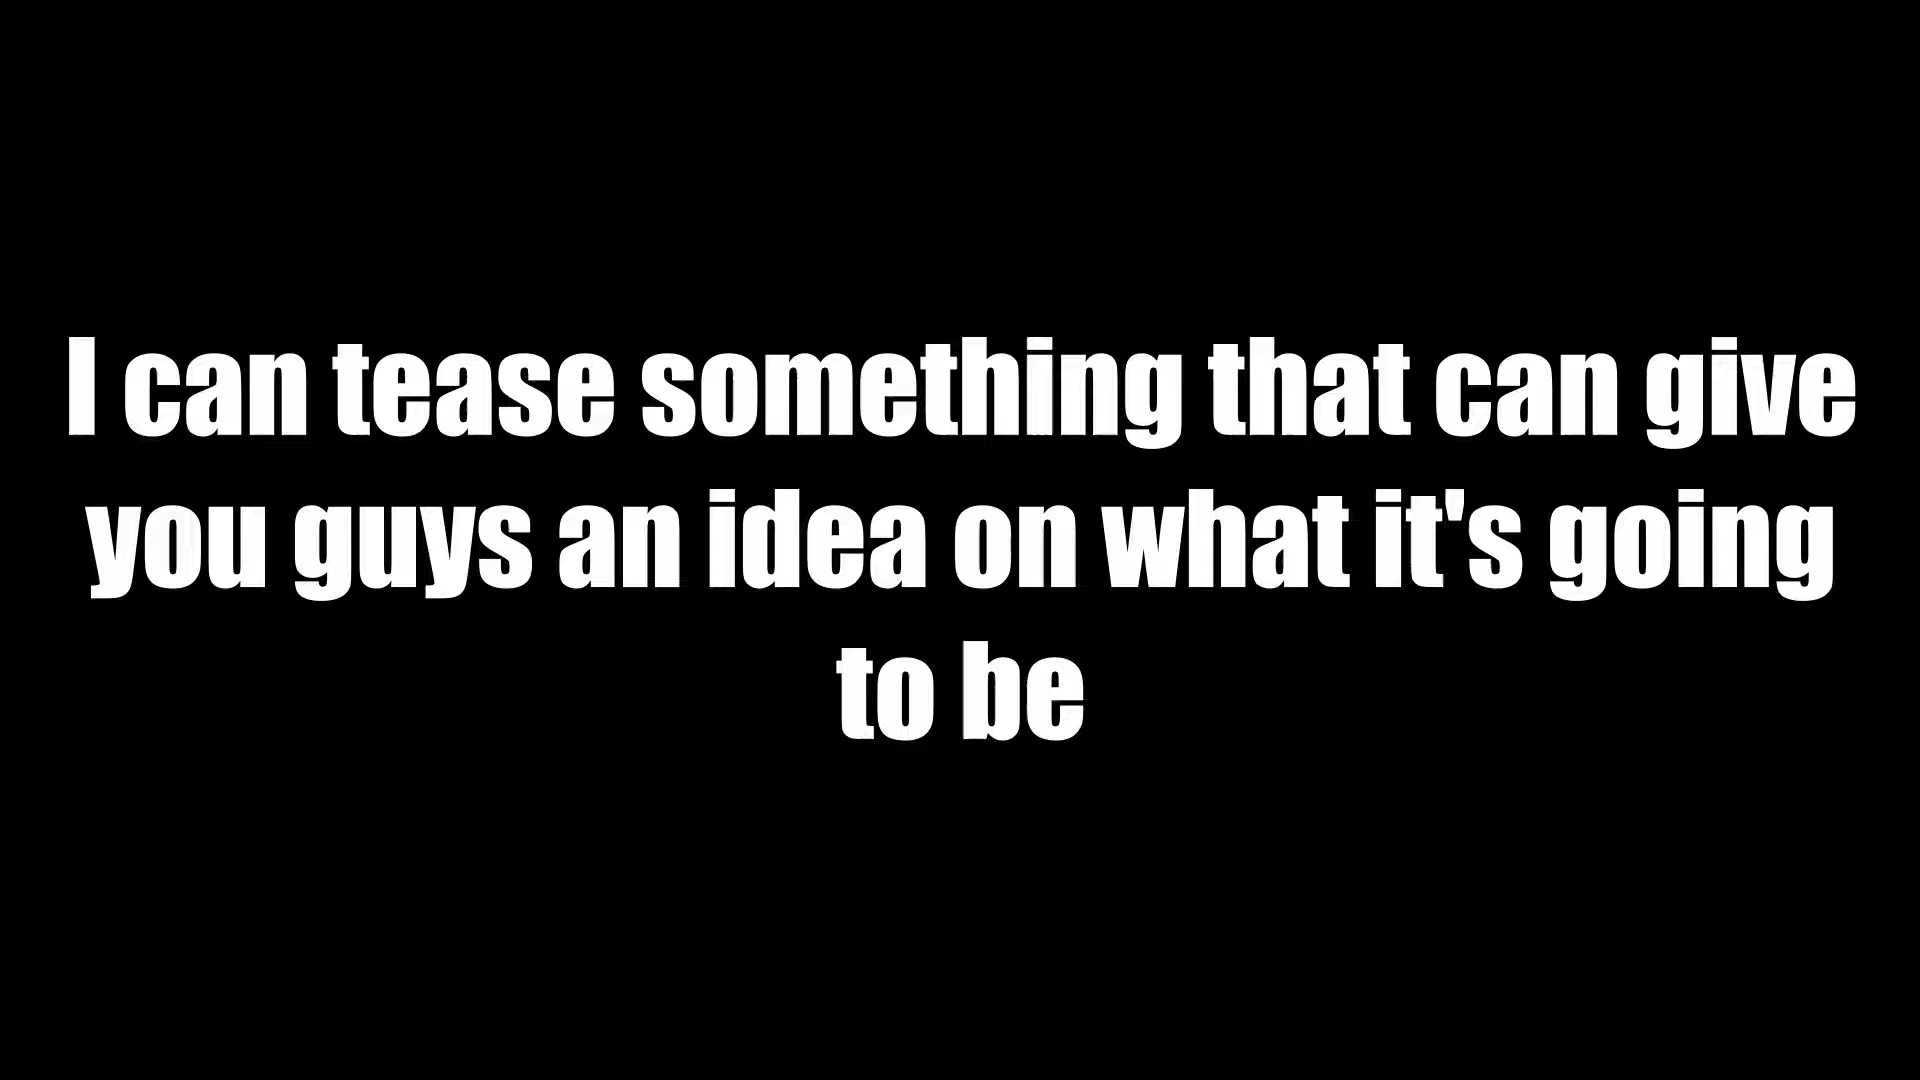 I can tease something that can give
you guys an idea on what it's going
to be